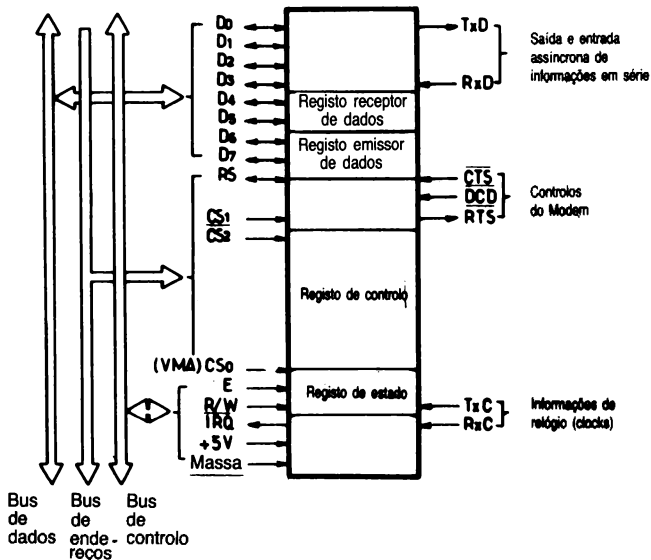 D0
D1
D2
D3
D4
D5
D6
D7
RS
CS1
CS2
(VMA) CS0
E
R/W
IRQ
+5V
Massa
Registo receptor
de dados
Registo emissor
de dados
Registo de controlo
Registo de estado
TxD
RxD
Saída e entrada
assíncrona de
informações em série
CTS
DCD
RTS
Controlos
do Modem
TxC
RxC
Informações de
relógio (clocks)
Bus
de
dados
Bus
de
ende-
reços
Bus
de
controlo